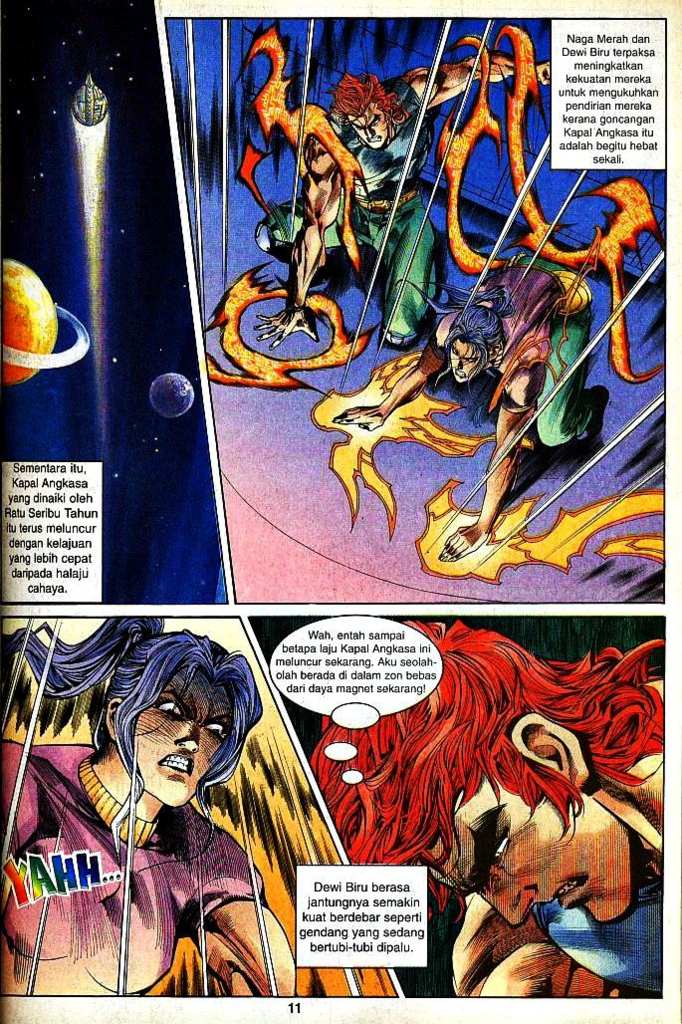 Sementara itu,
Kapal Angkasa
yang dinaiki oleh
Ratu Seribu Tahun
itu terus meluncur
dengan kelajuan
yang lebih cepat
daripada halaju
cahaya.
Naga Merah dan
Dewi Biru terpaksa
meningkatkan
kekuatan mereka
untuk mengukuhkan
pendirian mereka
kerana goncangan
Kapal Angkasa itu
adalah begitu hebat
sekali.
YAHH...
Wah, entah sampai
betapa laju Kapal Angkasa ini
meluncur sekarang. Aku seolah-
olah berada di dalam zon bebas
dari daya magnet sekarang!
Dewi Biru berasa
jantungnya semakin
kuat berdebar seperti
gendang yang sedang
bertubi-tubi dipalu.
11